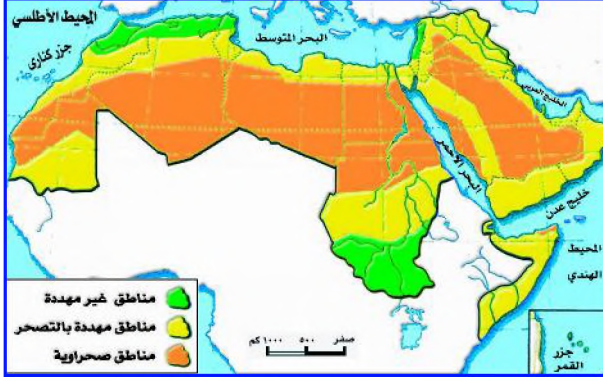 المحيط الأطلسي
جزر كناري
البحر المتوسط
الخليج العربي
البحر الأحمر
خليج عدن
المحيط
الهندي
مناطق غير مهددة
مناطق مهددة بالتصحر
مناطق صحراوية
صفر ٥٠٠ ١٠٠٠ كم
جزر
القمر